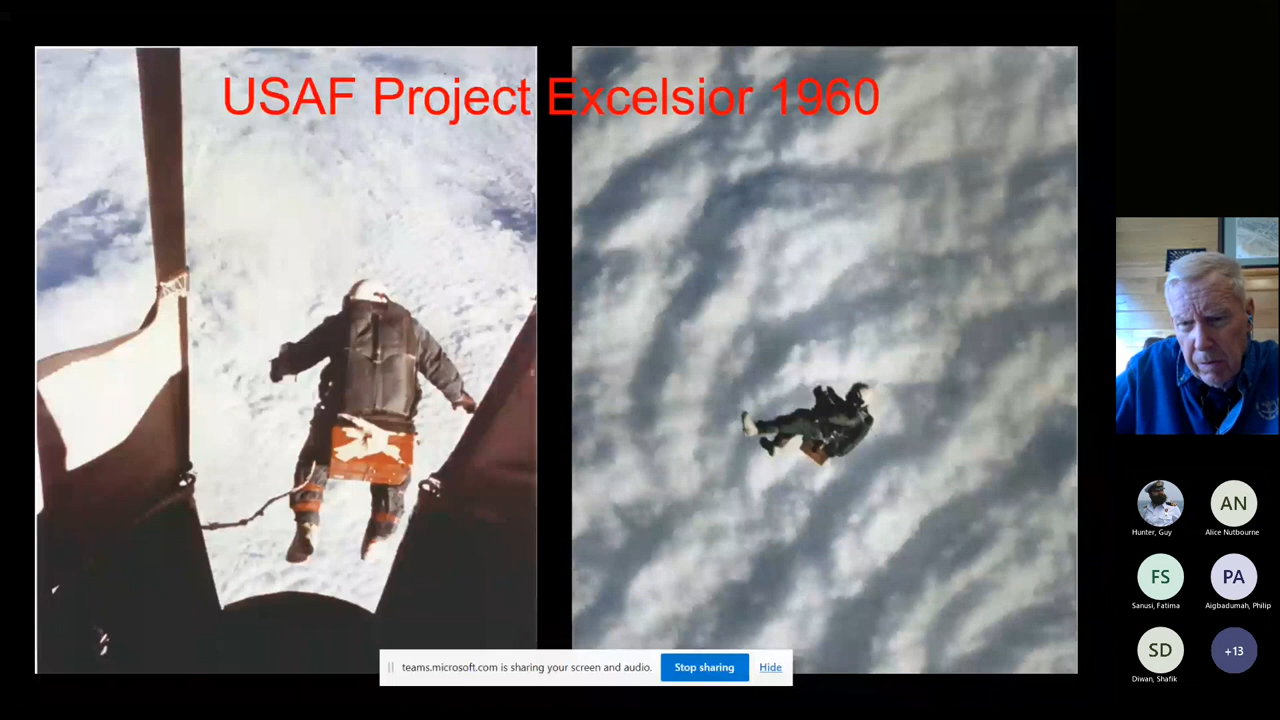 USAF Project Excelsior 1960
teams.microsoft.com is sharing your screen and audio.
Stop sharing
Hide
Hunter, Guy
AN
Alice Nutbourne
FS
Sanusi, Fatima
PA
Aigbadumah, Philip
SD
Diwan, Shafik
+13